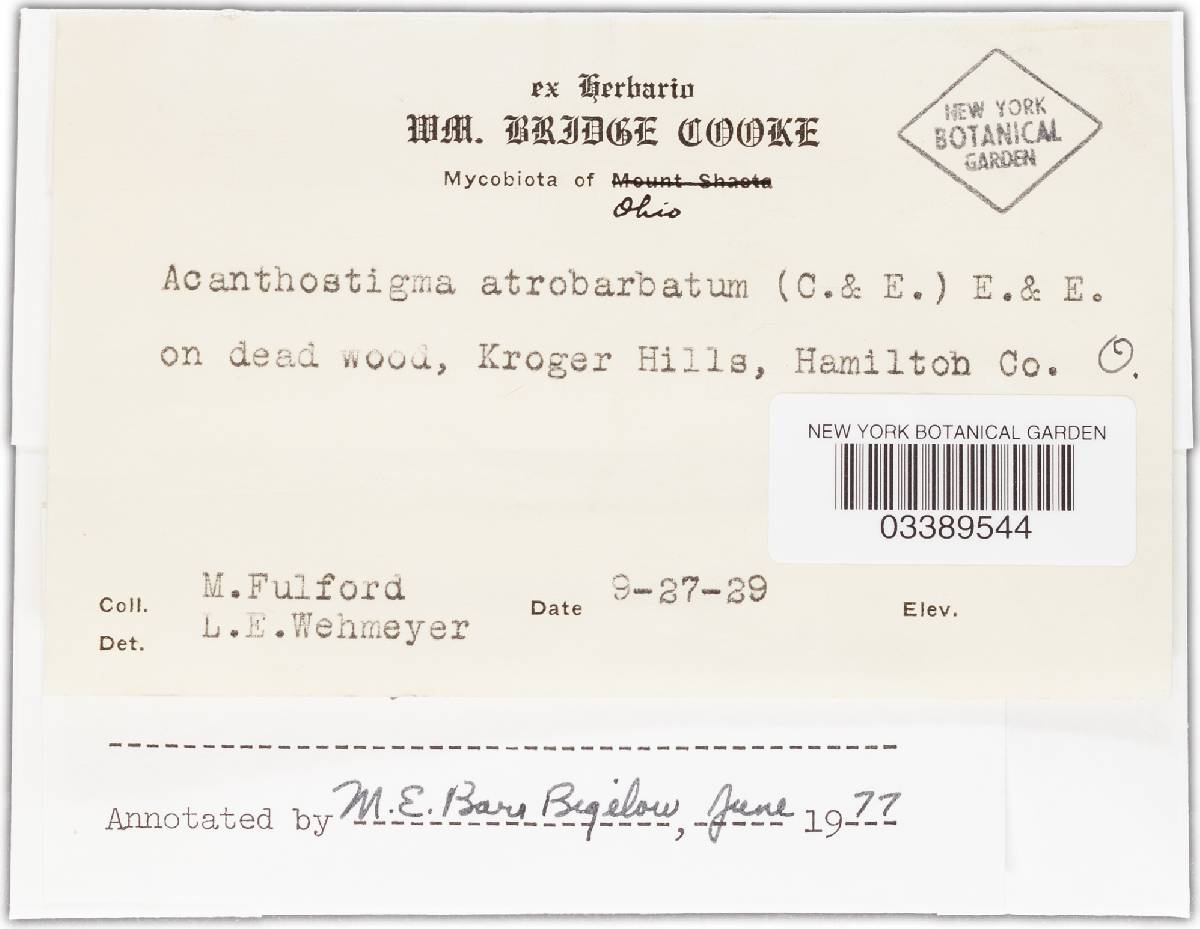 ex Herbario
WM. BRIDGE COOKE
Mycobiota of Mount Shasta
Ohio
NEW YORK
BOTANICAL
GARDEN
Acanthostigma atrobarbatum (C.& E.) E.& E.
on dead wood, Kroger Hills, Hamilton Co. O.
NEW YORK BOTANICAL GARDEN
03389544
Coll. M.Fulford Date 9-27-29 Elev.
Det. L.E.Wehmeyer
Annotated by M.E. Barr Bigelow, June 1977